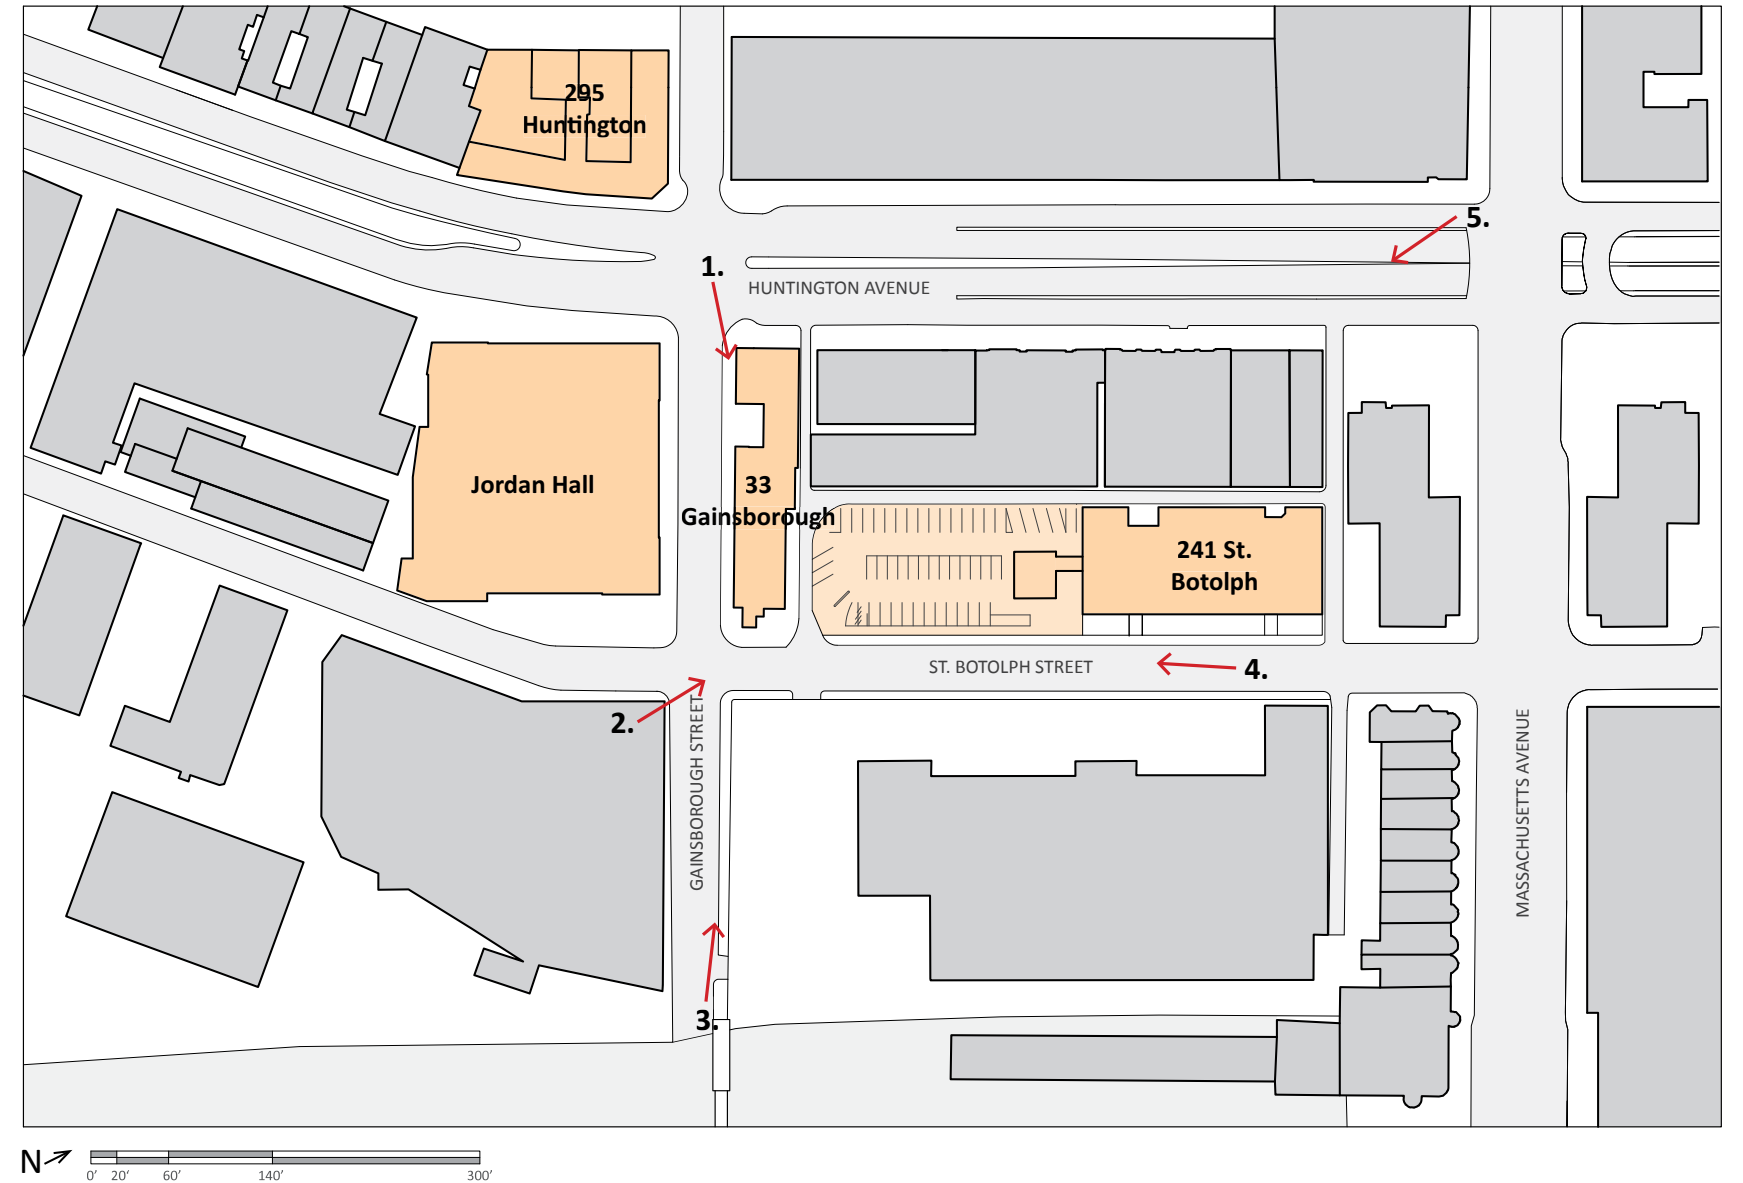 295
Huntington
5.
1.
HUNTINGTON AVENUE
Jordan Hall
33
Gainsborough
241 St.
Botolph
ST. BOTOLPH STREET
4.
2.
GAINSBOROUGH STREET
MASSACHUSETTS AVENUE
3.
N
0' 20' 60' 140' 300'